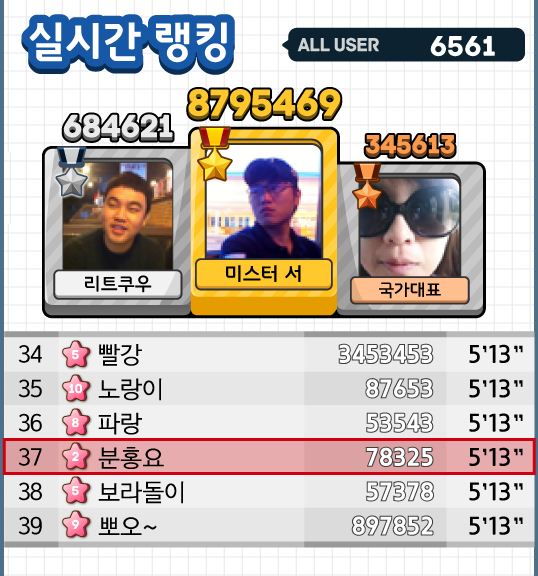 실시간 랭킹
ALL USER 6561
8795469
684621
345613
리트쿠우
미스터 서
국가대표
34 5 빨강 3453453 5'13"
35 10 노랑이 87653 5'13"
36 8 파랑 53543 5'13"
37 2 분홍요 78325 5'13"
38 5 보라돌이 57378 5'13"
39 9 뽀오~ 897852 5'13"